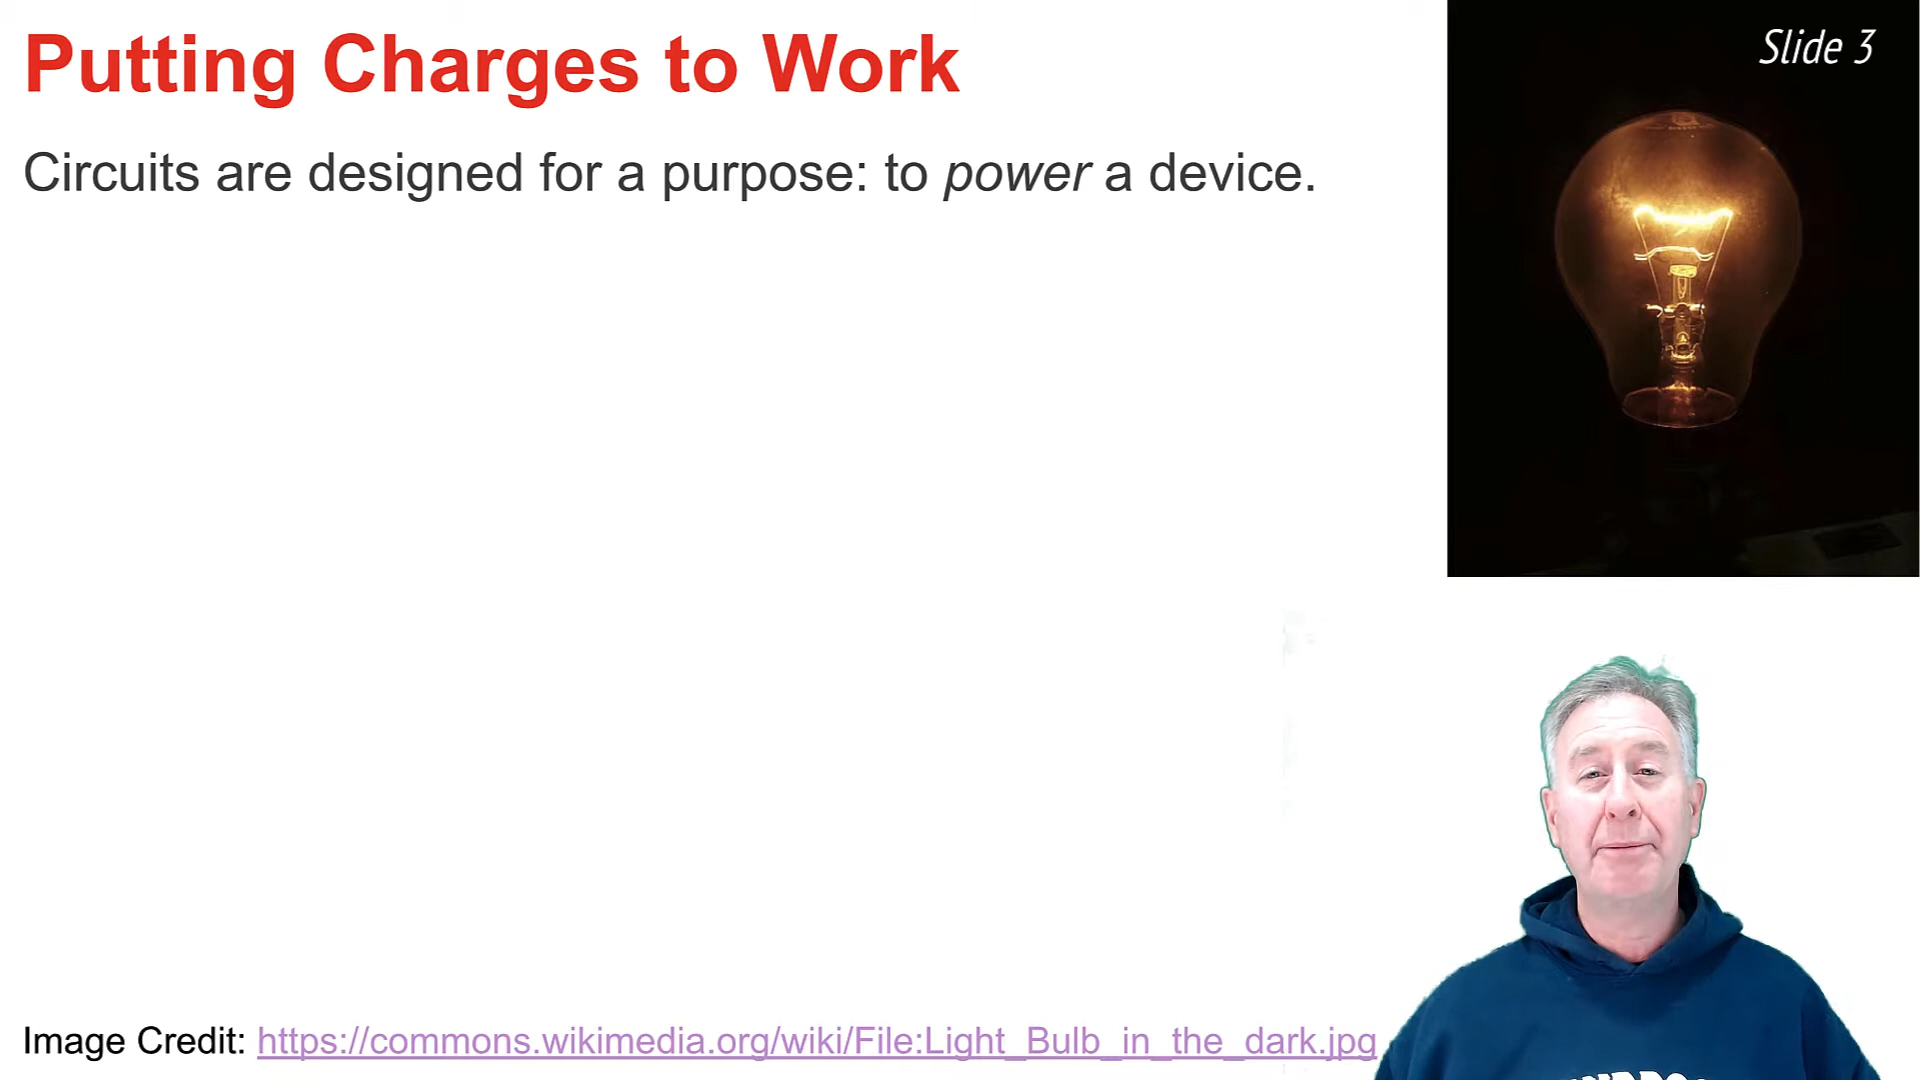 Putting Charges to Work
Slide 3
Circuits are designed for a purpose: to power a device.
Image Credit: https://commons.wikimedia.org/wiki/File:Light_Bulb_in_the_dark.jpg